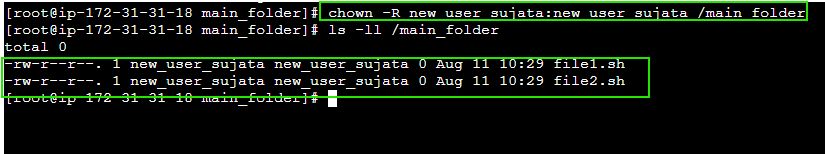 [root@ip-172-31-31-18 main_folder]# chown -R new_user_sujata:new_user_sujata /main_folder
[root@ip-172-31-31-18 main_folder]# ls -ll /main_folder
total 0
-rw-r--r--. 1 new_user_sujata new_user_sujata 0 Aug 11 10:29 file1.sh
-rw-r--r--. 1 new_user_sujata new_user_sujata 0 Aug 11 10:29 file2.sh
[root@ip-172-31-31-18 main_folder]#